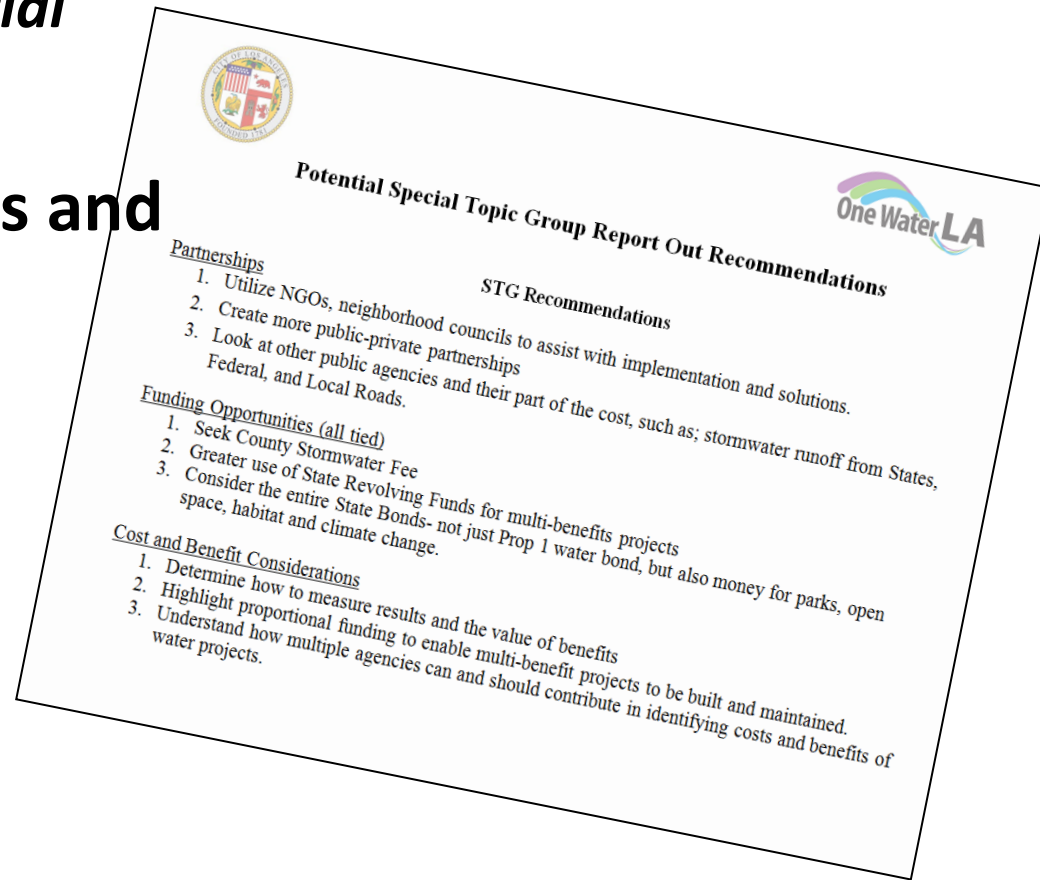 ial
s and
CITY OF LOS ANGELES
FOUNDED 1781
One Water LA
Potential Special Topic Group Report Out Recommendations
STG Recommendations
Partnerships
1. Utilize NGOs, neighborhood councils to assist with implementation and solutions.
2. Create more public-private partnerships
3. Look at other public agencies and their part of the cost, such as; stormwater runoff from States,
Federal, and Local Roads.
Funding Opportunities (all tied)
1. Seek County Stormwater Fee
2. Greater use of State Revolving Funds for multi-benefits projects
3. Consider the entire State Bonds- not just Prop 1 water bond, but also money for parks, open
space, habitat and climate change.
Cost and Benefit Considerations
1. Determine how to measure results and the value of benefits
2. Highlight proportional funding to enable multi-benefit projects to be built and maintained.
3. Understand how multiple agencies can and should contribute in identifying costs and benefits of
water projects.